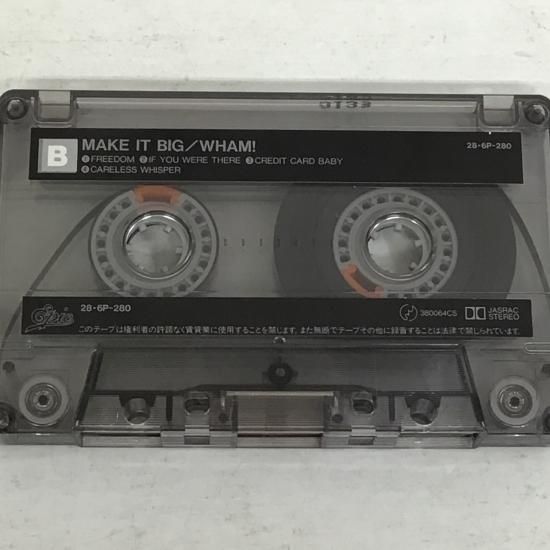 0133
B MAKE IT BIG/WHAM! 28・6P-280
①FREEDOM ②IF YOU WERE THERE ③CREDIT CARD BABY
④CARELESS WHISPER
Epic 28・6P-280 380064CS JASRAC
STEREO
このテープは権利者の許諾なく賃貸業に使用することを禁じます。また無断でテープその他に録音することは法律で禁じられています。